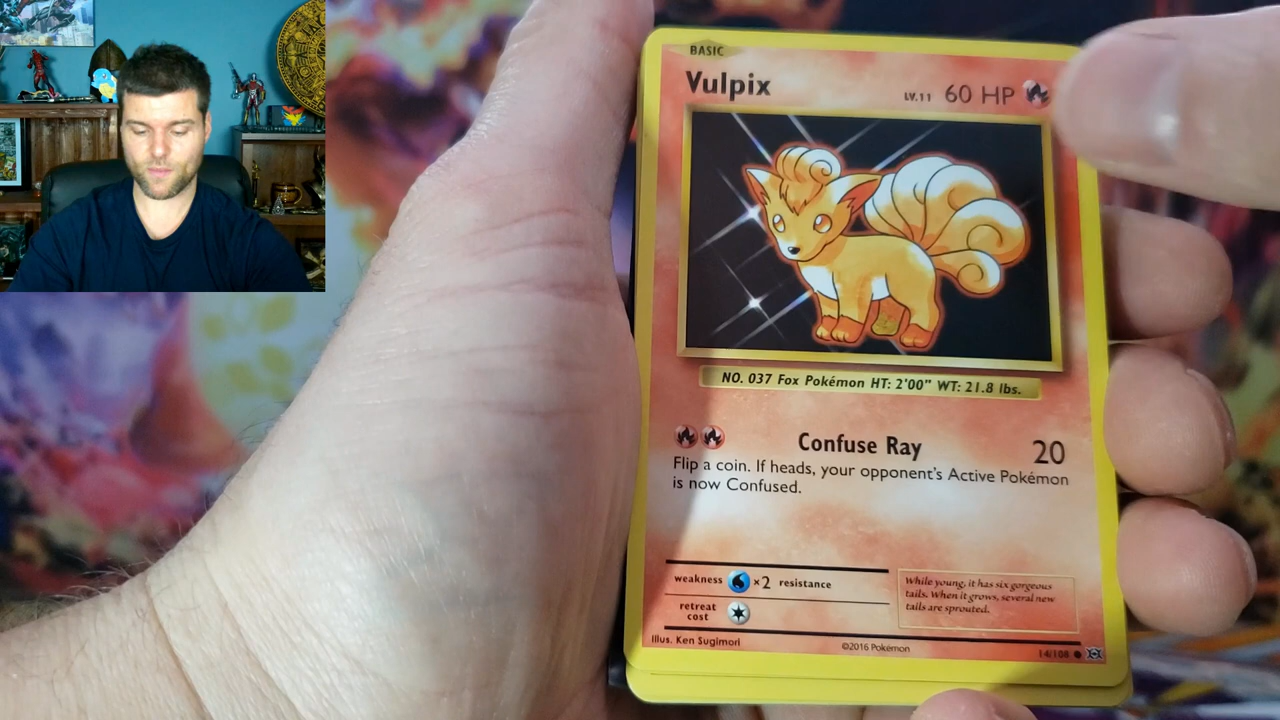 BASIC
Vulpix
LV.11 60 HP
NO. 037 Fox Pokémon HT: 2'00" WT: 21.8 lbs.
Confuse Ray 20
Flip a coin. If heads, your opponent's Active Pokémon
is now Confused.
weakness ×2 resistance
retreat
cost
While young, it has six gorgeous
tails. When it grows, several new
tails are sprouted.
Illus. Ken Sugimori
©2016 Pokémon
14/108